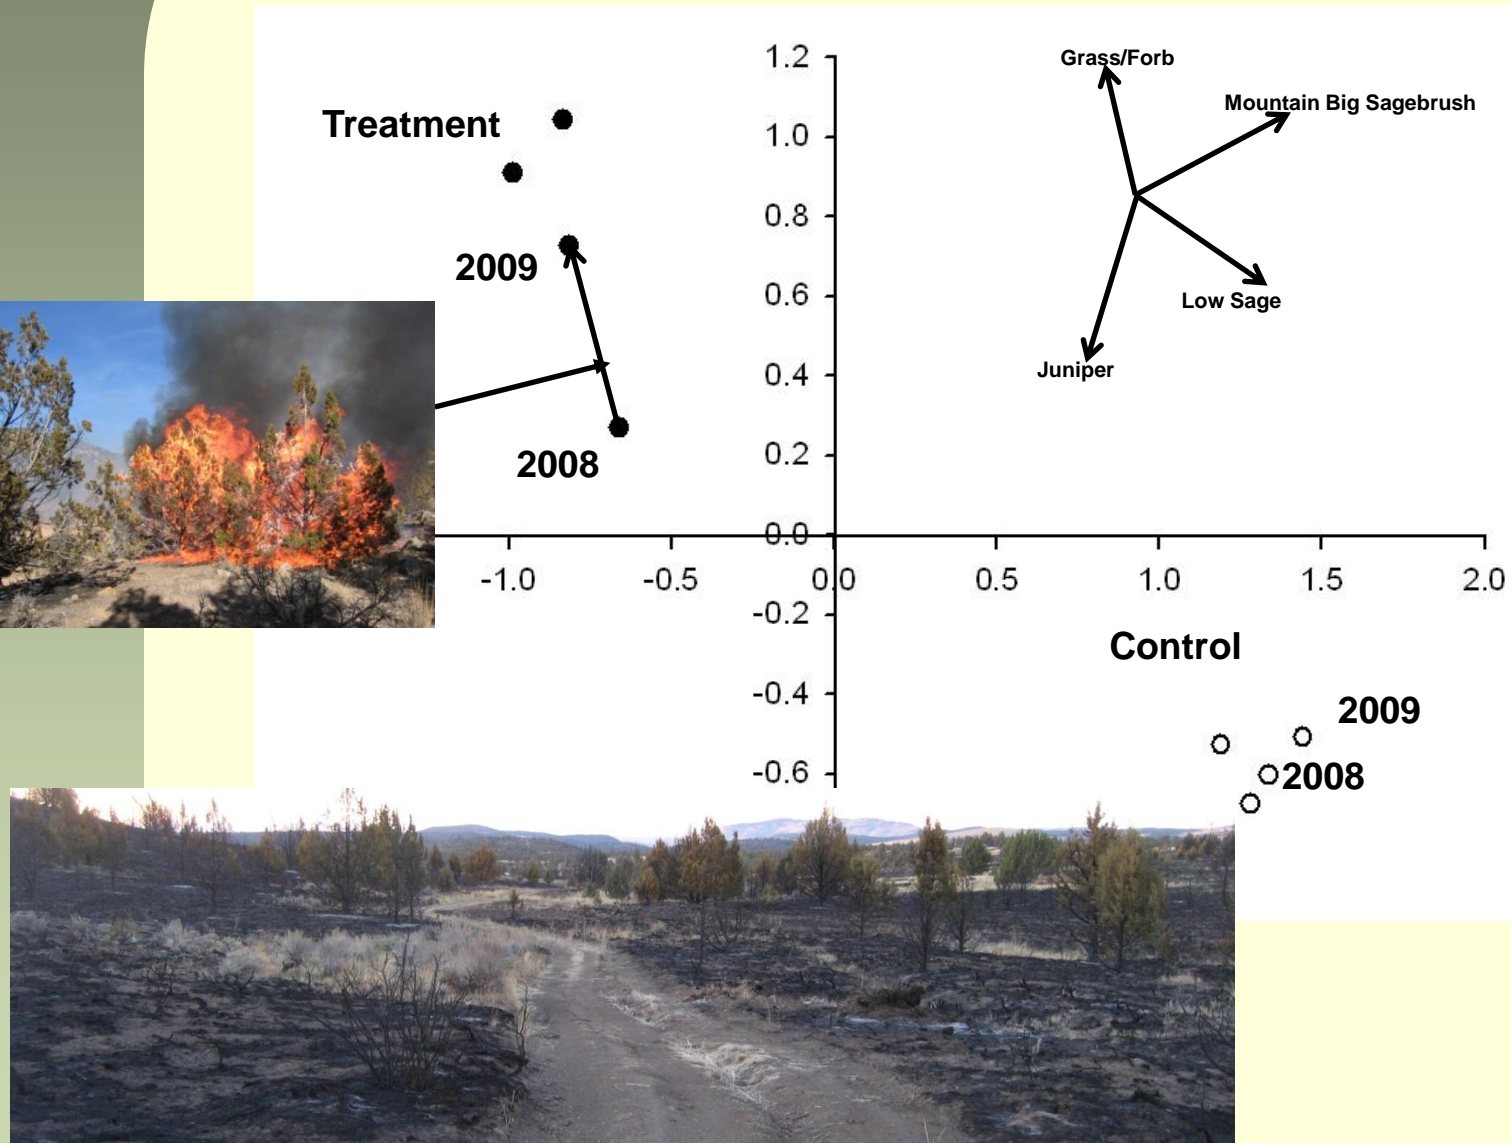 Grass/Forb
Mountain Big Sagebrush
Low Sage
Juniper
Treatment
2009
2008
1.2
1.0
0.8
0.6
0.4
0.2
0.0
-0.2
-0.4
-0.6
-1.0 -0.5 0.0 0.5 1.0 1.5 2.0
Control
2009
2008